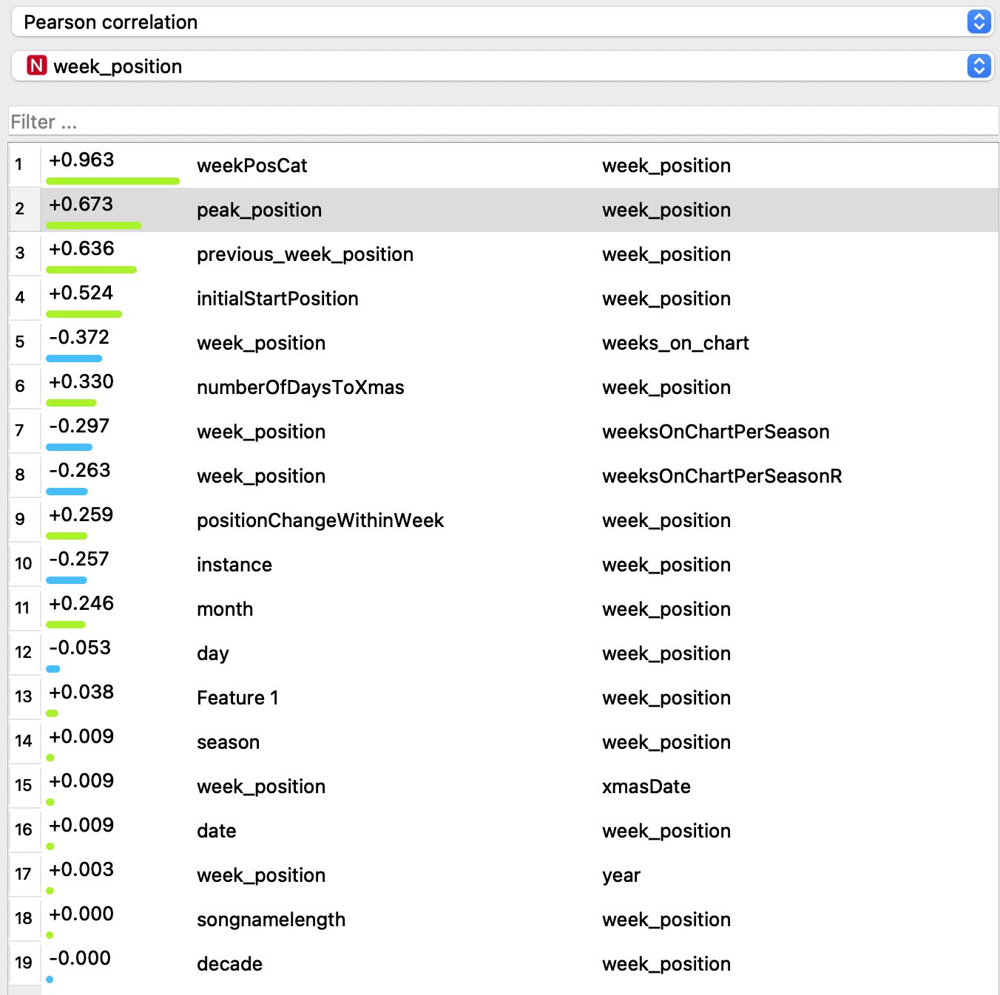 Pearson correlation
N week_position
Filter ...
1 +0.963 weekPosCat week_position
2 +0.673 peak_position week_position
3 +0.636 previous_week_position week_position
4 +0.524 initialStartPosition week_position
5 -0.372 week_position weeks_on_chart
6 +0.330 numberOfDaysToXmas week_position
7 -0.297 week_position weeksOnChartPerSeason
8 -0.263 week_position weeksOnChartPerSeasonR
9 +0.259 positionChangeWithinWeek week_position
10 -0.257 instance week_position
11 +0.246 month week_position
12 -0.053 day week_position
13 +0.038 Feature 1 week_position
14 +0.009 season week_position
15 +0.009 week_position xmasDate
16 +0.009 date week_position
17 +0.003 week_position year
18 +0.000 songnamelength week_position
19 -0.000 decade week_position